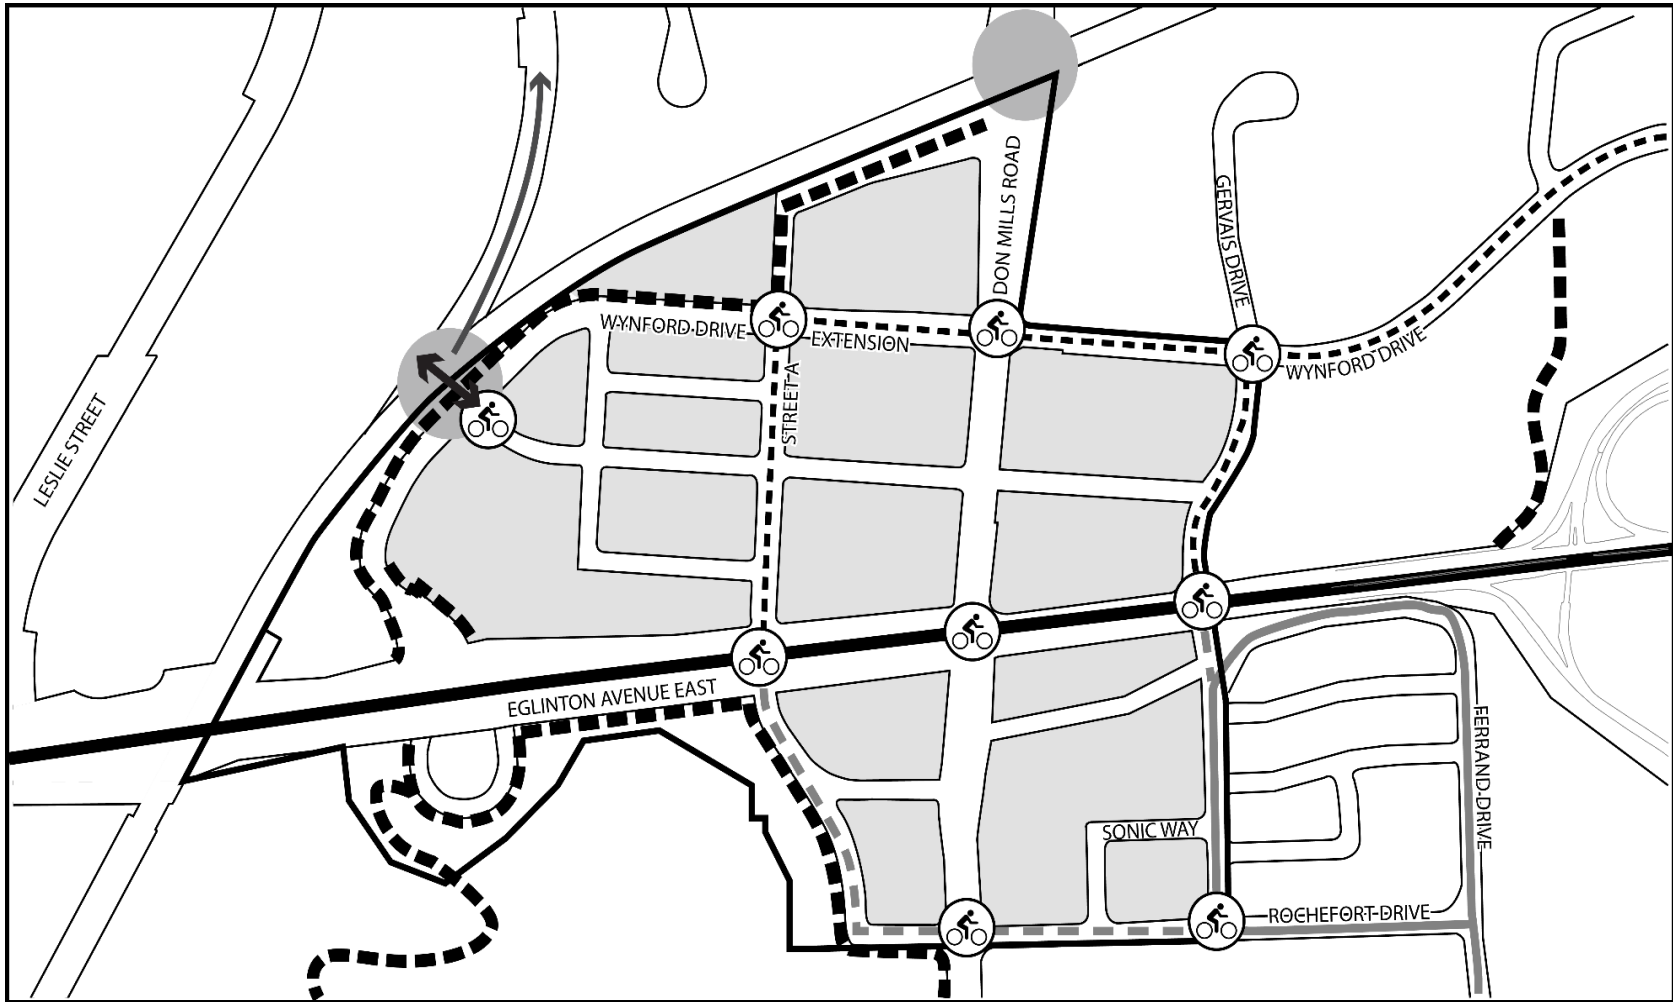 DON MILLS ROAD
GERVAIS DRIVE
WYNFORD DRIVE
EXTENSION
WYNFORD DRIVE
STREET A
LESLIE STREET
EGLINTON AVENUE EAST
FERRAND DRIVE
SONIC WAY
ROCHEFORT DRIVE